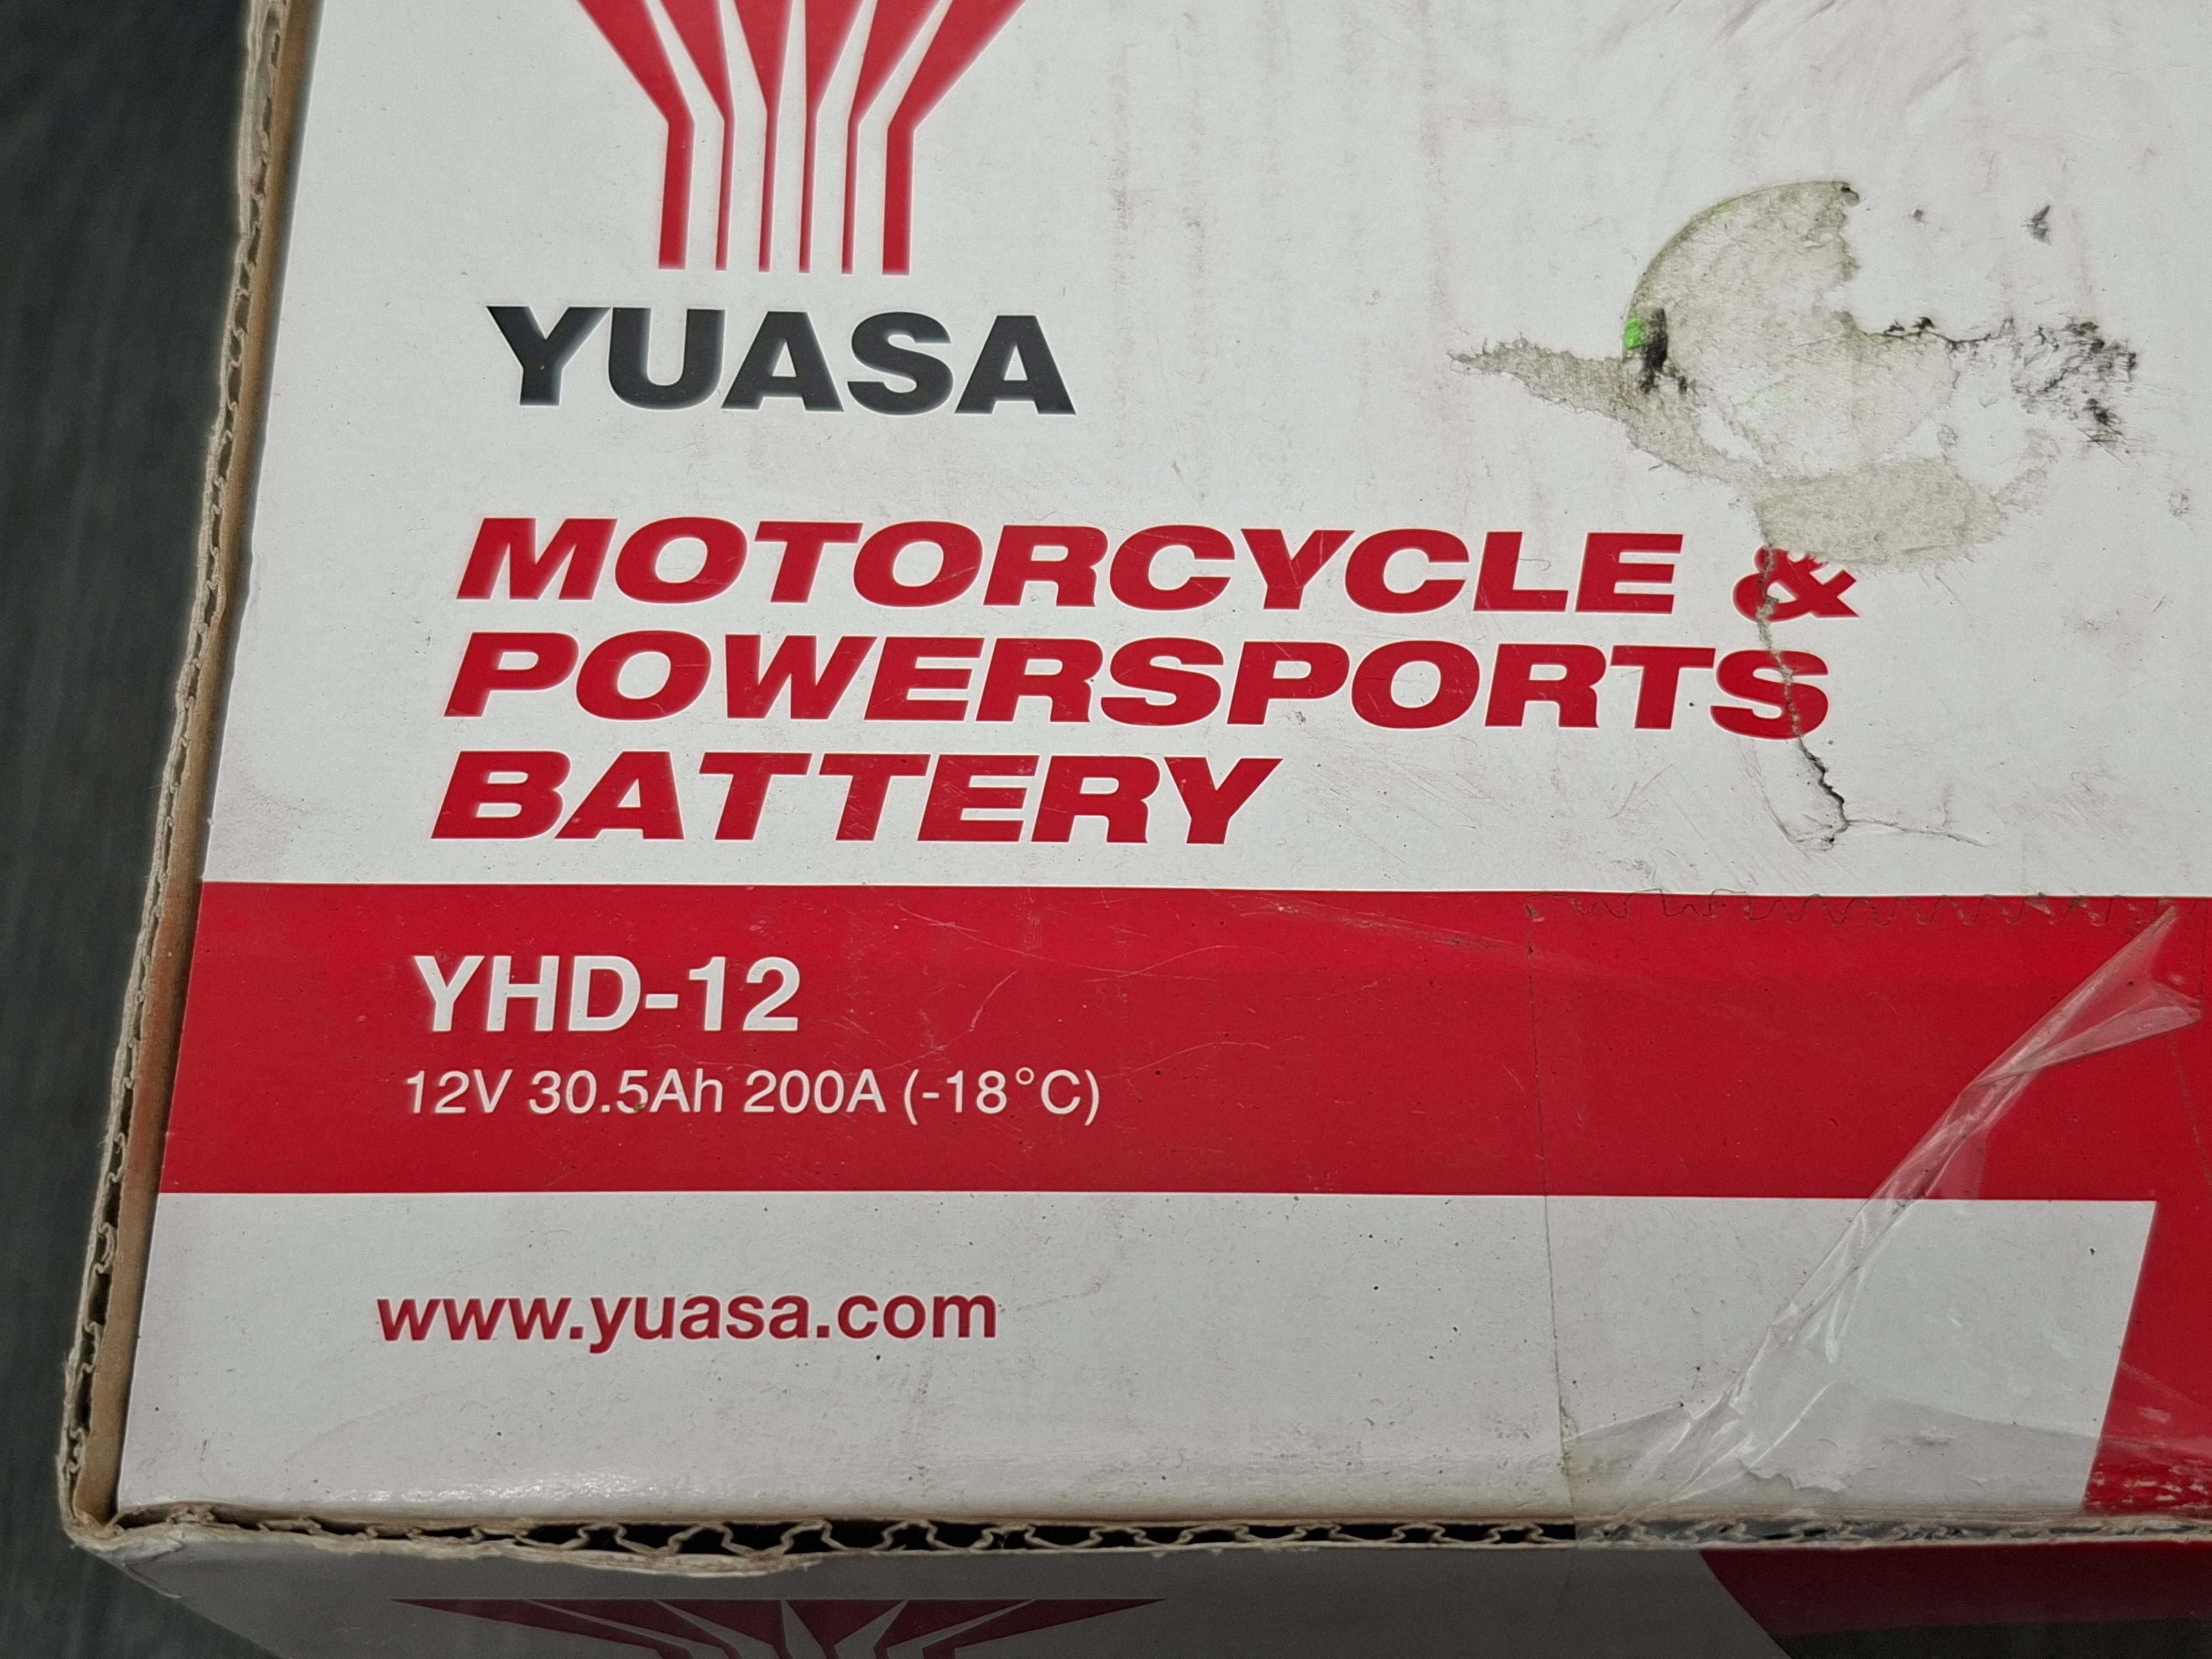 YUASA
MOTORCYCLE &
POWERSPORTS
BATTERY
YHD-12
12V 30.5Ah 200A (-18°C)
www.yuasa.com